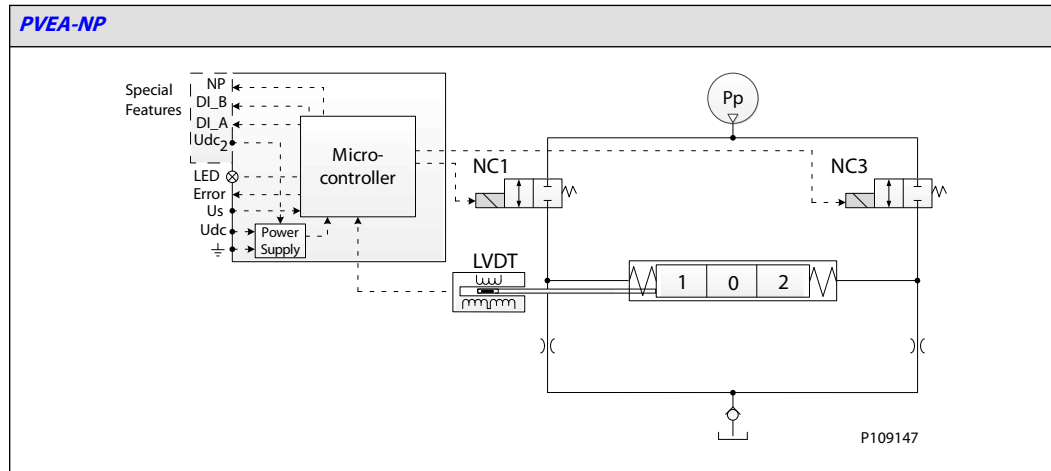 PVEA-NP
Special
Features
NP
DI_B
DI_A
Udc2
LED
Error
Us
Udc
Micro-
controller
Power
Supply
Pp
NC1
NC3
LVDT
1 0 2
P109147